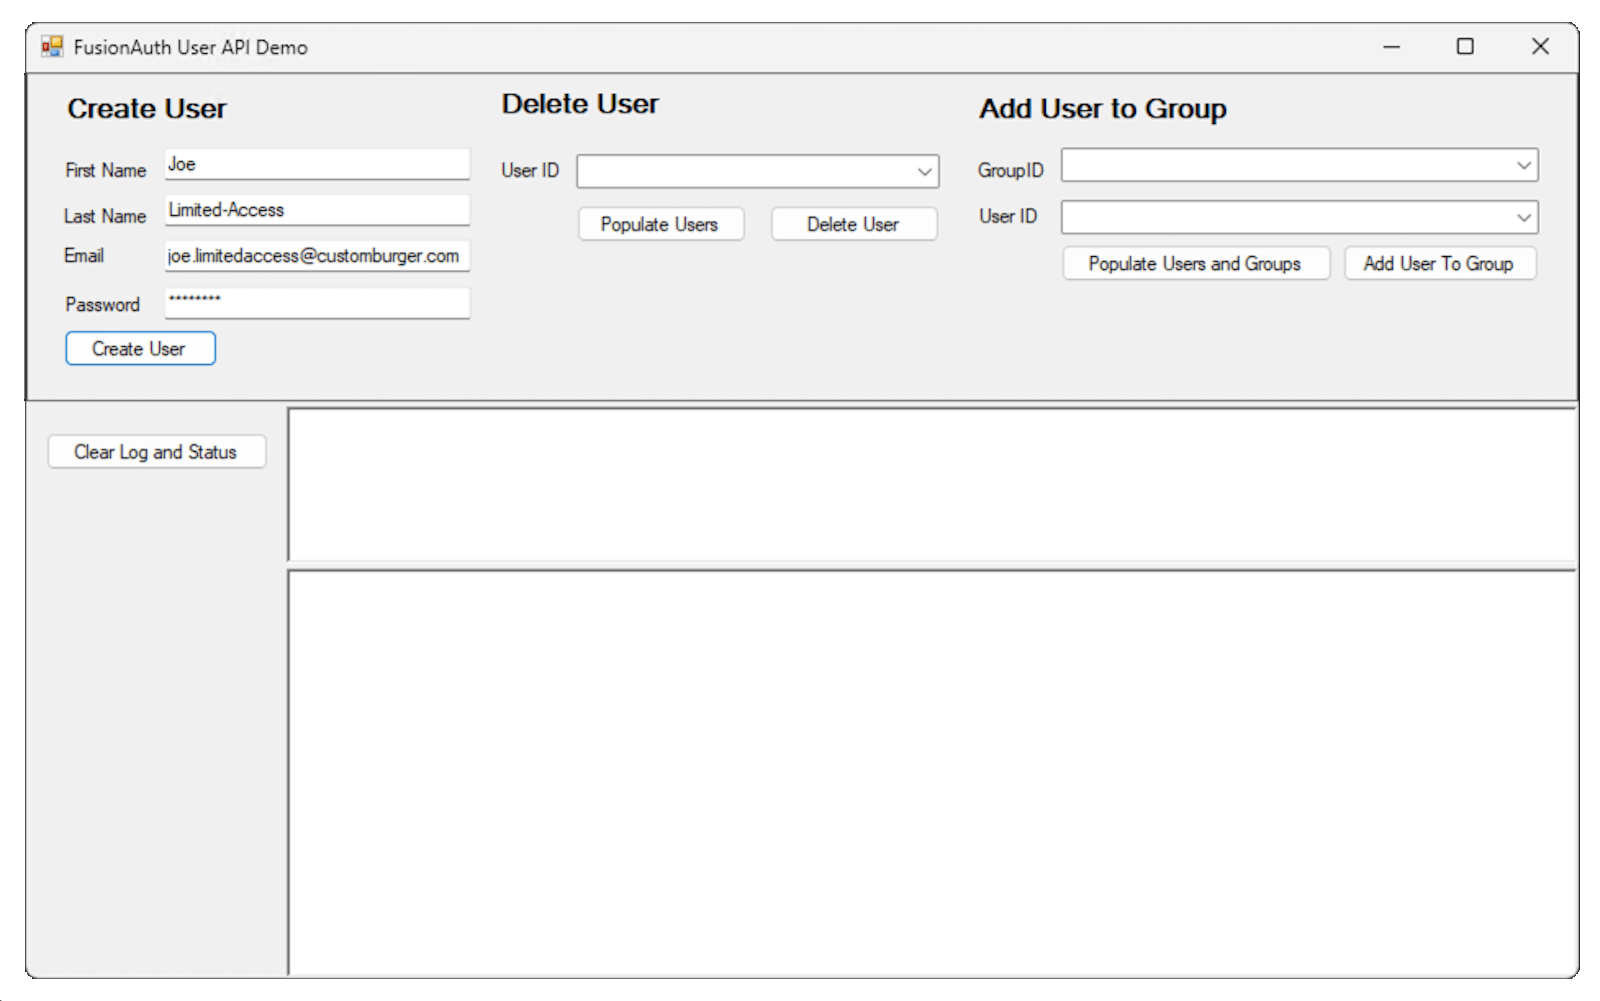 FusionAuth User API Demo
Create User
First Name
Joe
Last Name
Limited-Access
Email
joe.limitedaccess@customburger.com
Password
********
Create User
Delete User
User ID
Populate Users
Delete User
Add User to Group
GroupID
User ID
Populate Users and Groups
Add User To Group
Clear Log and Status